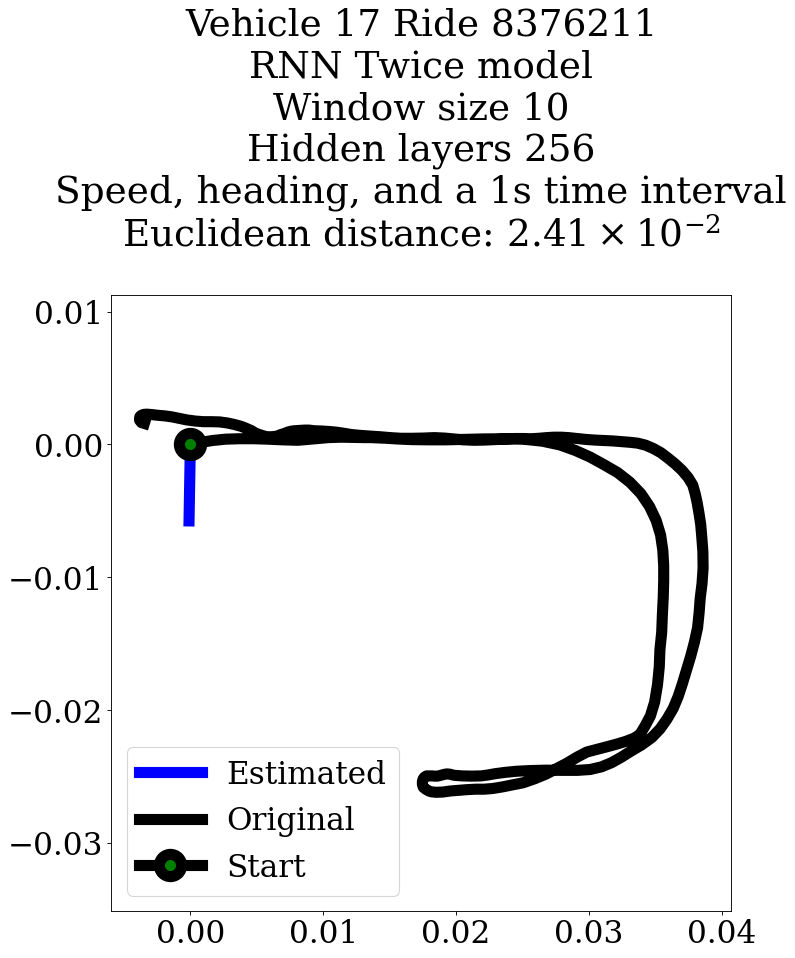 Vehicle 17 Ride 8376211
RNN Twice model
Window size 10
Hidden layers 256
Speed, heading, and a 1s time interval
Euclidean distance: 2.41 × 10⁻²
0.01
0.00
−0.01
−0.02
−0.03
Estimated
Original
Start
0.00 0.01 0.02 0.03 0.04